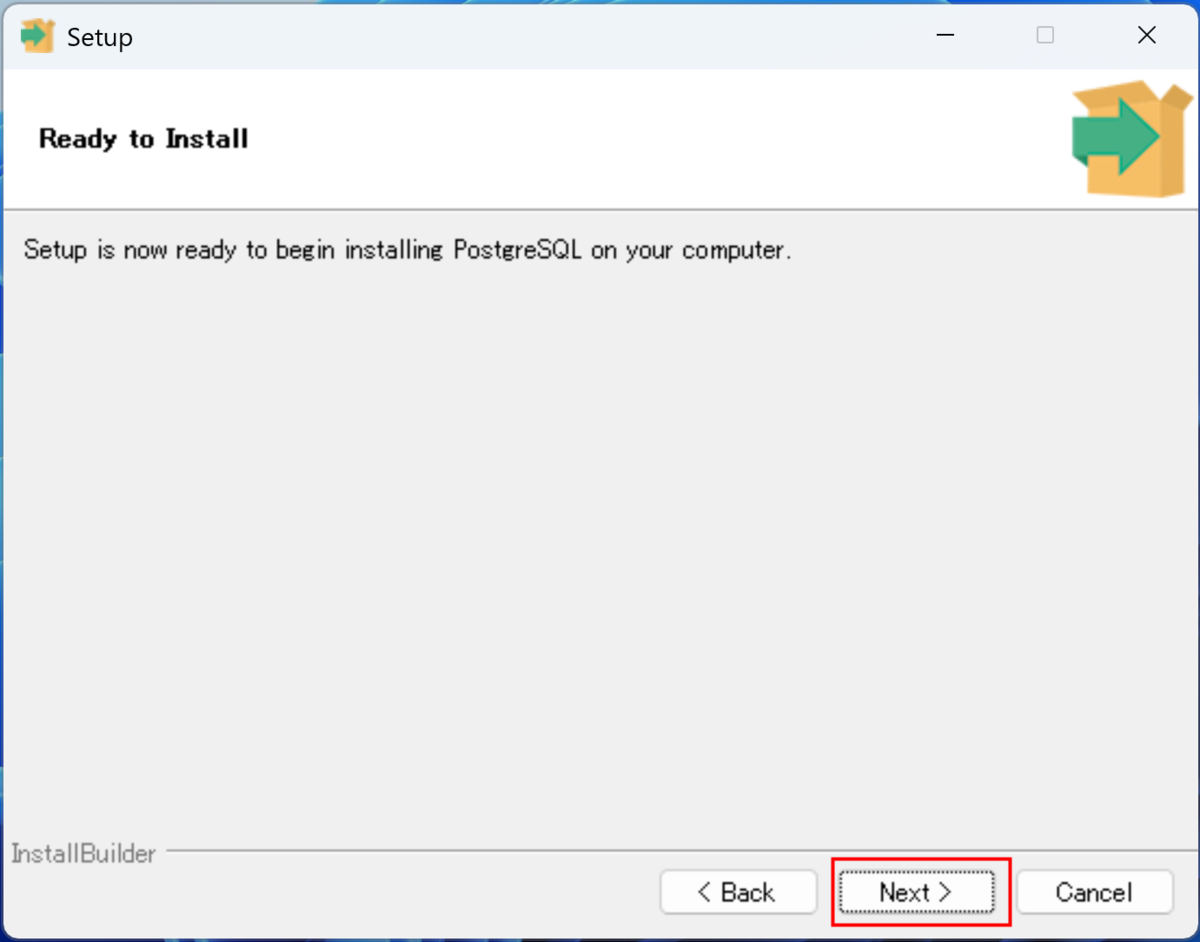 Setup
Ready to Install
Setup is now ready to begin installing PostgreSQL on your computer.
InstallBuilder
< Back
Next >
Cancel